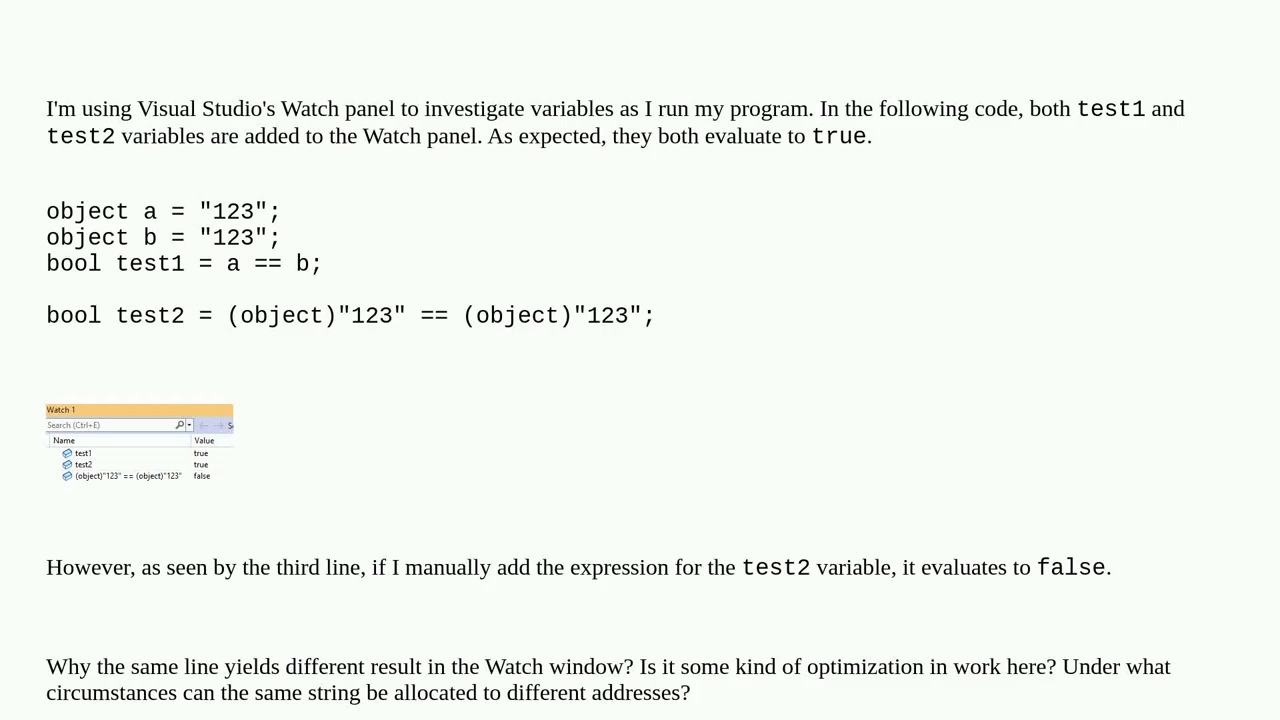 I'm using Visual Studio's Watch panel to investigate variables as I run my program. In the following code, both test1 and
test2 variables are added to the Watch panel. As expected, they both evaluate to true.
object a = "123";
object b = "123";
bool test1 = a == b;
bool test2 = (object)"123" == (object)"123";
Watch 1
Search (Ctrl+E)
Name Value
test1 true
test2 true
(object)"123" == (object)"123" false
However, as seen by the third line, if I manually add the expression for the test2 variable, it evaluates to false.
Why the same line yields different result in the Watch window? Is it some kind of optimization in work here? Under what
circumstances can the same string be allocated to different addresses?